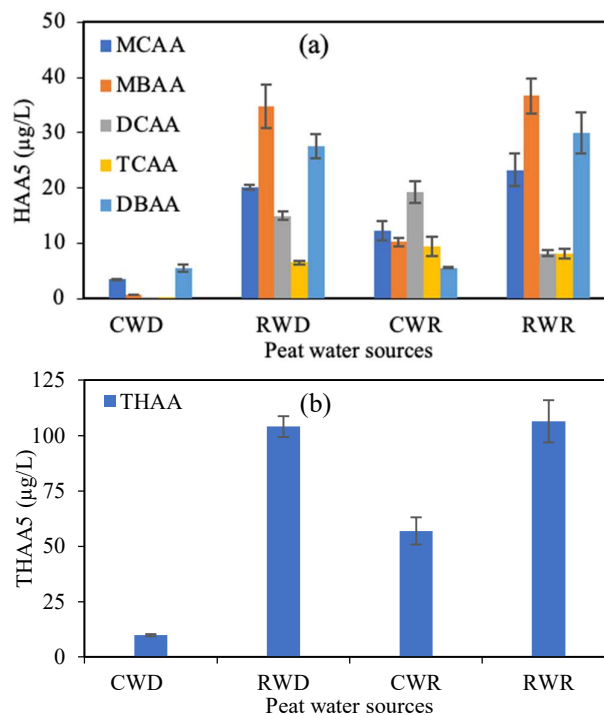 50
(a)
MCAA
MBAA
DCAA
TCAA
DBAA
40
30
20
10
0
HAA5 (µg/L)
CWD RWD CWR RWR
Peat water sources
125
THAA (b)
100
75
50
25
0
THAA5 (µg/L)
CWD RWD CWR RWR
Peat water sources